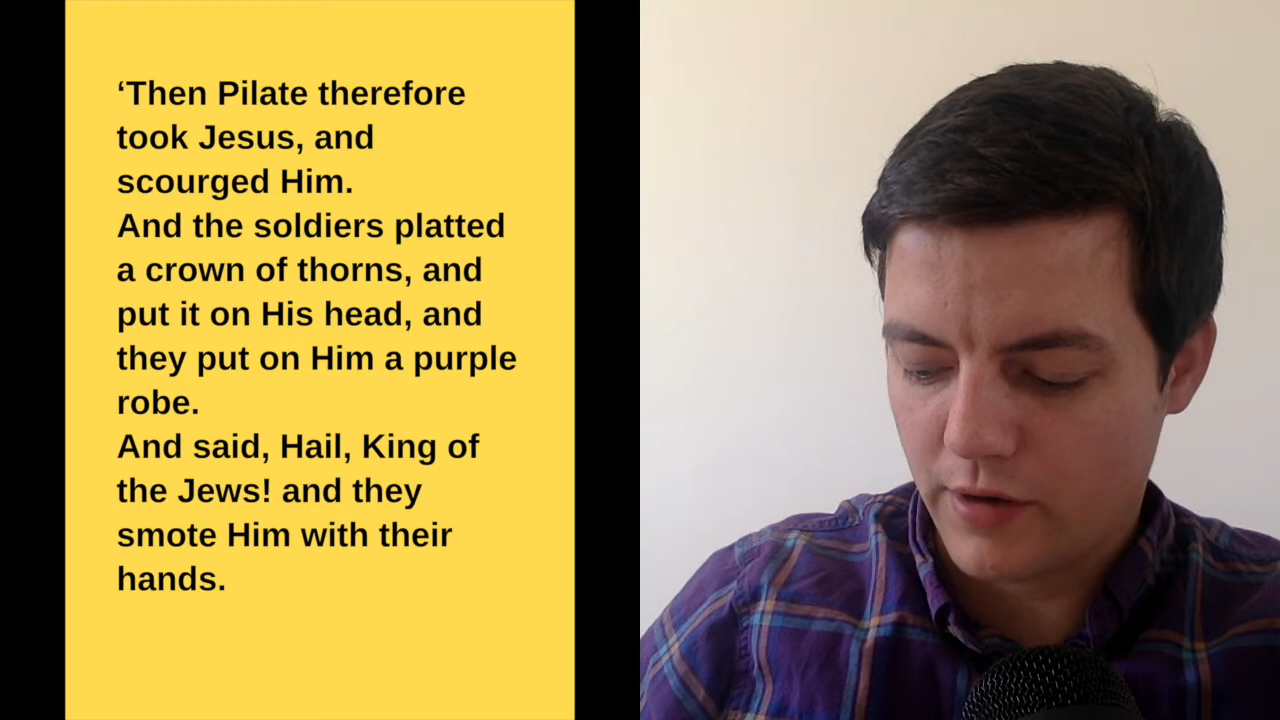 ‘Then Pilate therefore
took Jesus, and
scourged Him.
And the soldiers platted
a crown of thorns, and
put it on His head, and
they put on Him a purple
robe.
And said, Hail, King of
the Jews! and they
smote Him with their
hands.